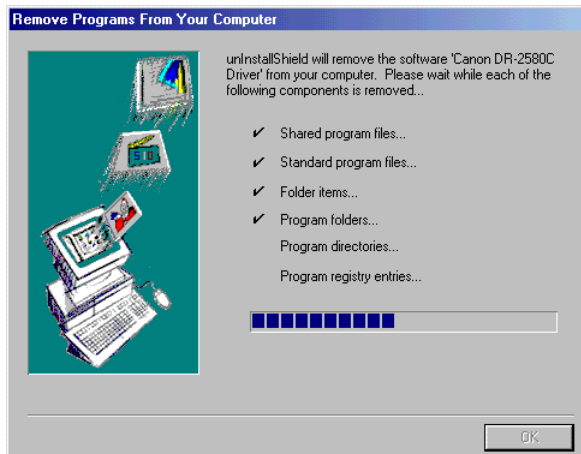 Remove Programs From Your Computer
unInstallShield will remove the software 'Canon DR-2580C
Driver' from your computer. Please wait while each of the
following components is removed...
✔ Shared program files...
✔ Standard program files...
✔ Folder items...
✔ Program folders...
Program directories...
Program registry entries...
OK